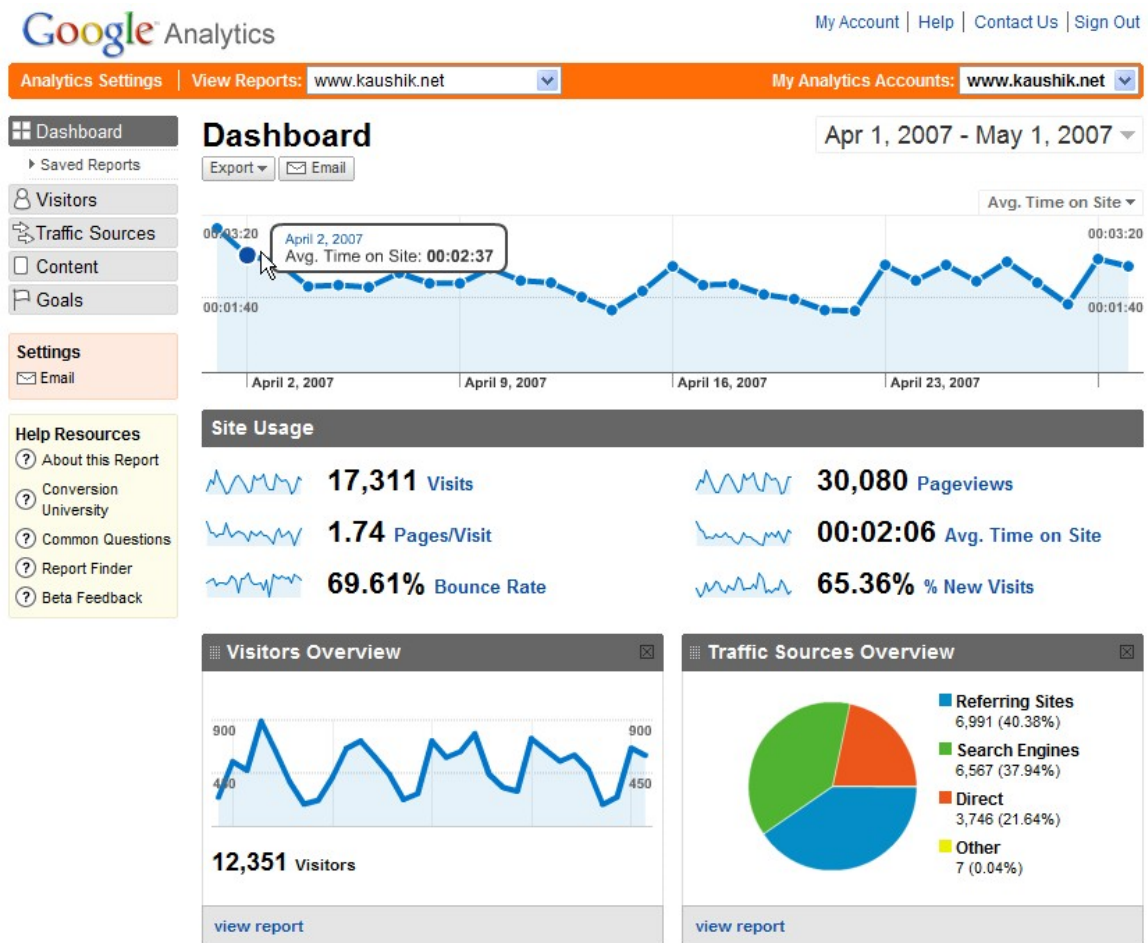 Google Analytics
My Account | Help | Contact Us | Sign Out
Analytics Settings | View Reports: www.kaushik.net
My Analytics Accounts: www.kaushik.net
Dashboard
Saved Reports
Visitors
Traffic Sources
Content
Goals
Settings
Email
Help Resources
? About this Report
? Conversion
University
? Common Questions
? Report Finder
? Beta Feedback
Dashboard
Apr 1, 2007 - May 1, 2007
Export
Email
Avg. Time on Site
00:03:20
00:03:20
April 2, 2007
Avg. Time on Site: 00:02:37
00:01:40
00:01:40
April 2, 2007
April 9, 2007
April 16, 2007
April 23, 2007
Site Usage
17,311 Visits
30,080 Pageviews
1.74 Pages/Visit
00:02:06 Avg. Time on Site
69.61% Bounce Rate
65.36% % New Visits
Visitors Overview
900
900
450
450
12,351 Visitors
view report
Traffic Sources Overview
Referring Sites
6,991 (40.38%)
Search Engines
6,567 (37.94%)
Direct
3,746 (21.64%)
Other
7 (0.04%)
view report